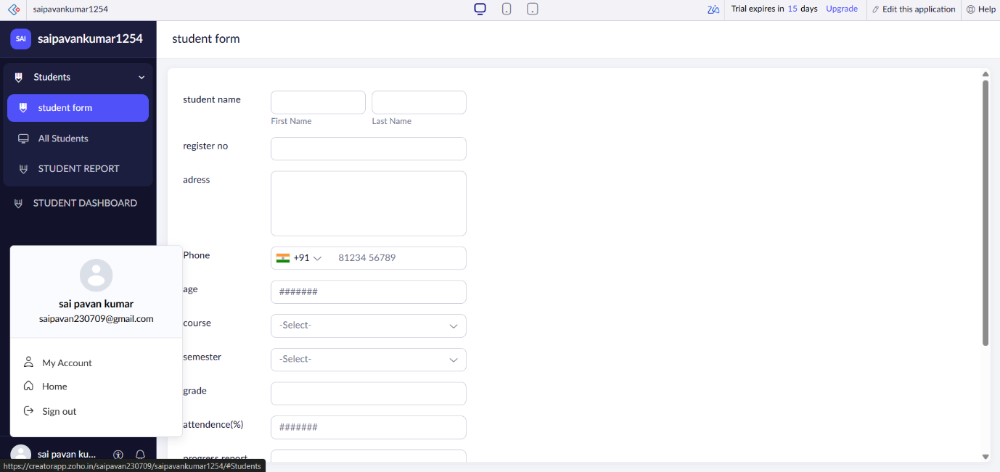 saipavankumar1254
Trial expires in 15 days Upgrade Edit this application Help
SAI saipavankumar1254
student form
Students
student form
All Students
STUDENT REPORT
STUDENT DASHBOARD
student name
First Name Last Name
register no
adress
Phone +91 81234 56789
age #######
course -Select-
semester -Select-
grade
attendence(%) #######
progress report
sai pavan kumar
saipavan230709@gmail.com
My Account
Home
Sign out
sai pavan ku...
https://creatorapp.zoho.in/saipavan230709/saipavankumar1254/#Students